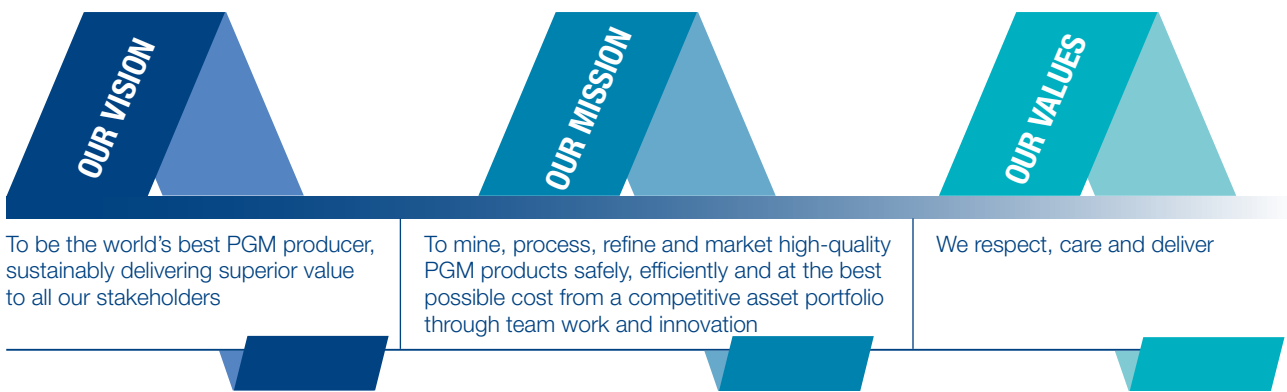 OUR VISION
To be the world's best PGM producer,
sustainably delivering superior value
to all our stakeholders
OUR MISSION
To mine, process, refine and market high-quality
PGM products safely, efficiently and at the best
possible cost from a competitive asset portfolio
through team work and innovation
OUR VALUES
We respect, care and deliver